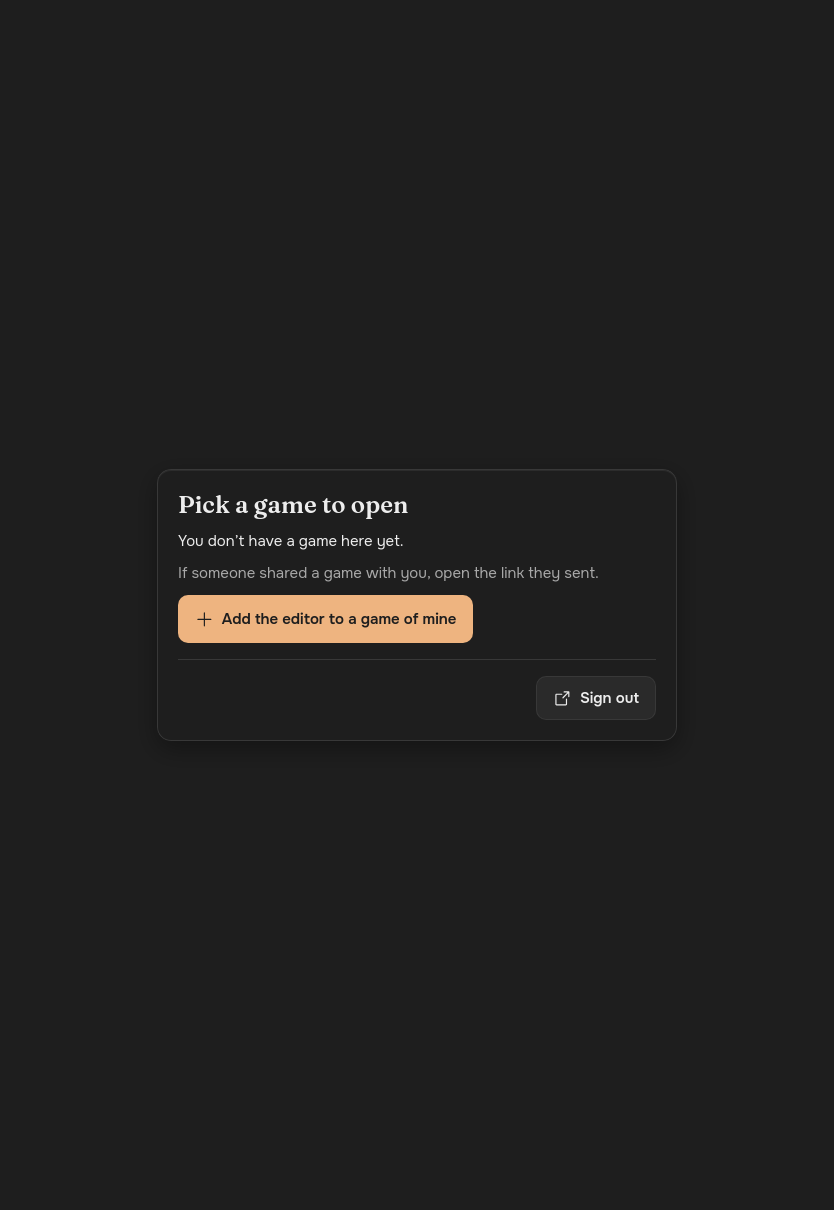 Pick a game to open
You don’t have a game here yet.
If someone shared a game with you, open the link they sent.
Add the editor to a game of mine
Sign out